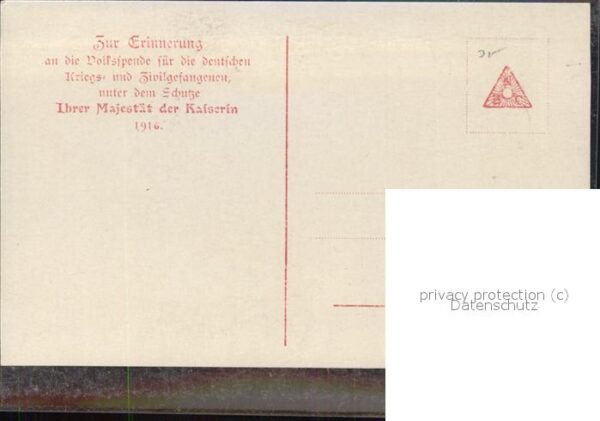 Zur Erinnerung
an die Volksspende für die deutschen
Kriegs- und Zivilgefangenen,
unter dem Schutze
Ihrer Majestät der Kaiserin
1916.
privacy protection (c)
Datenschutz